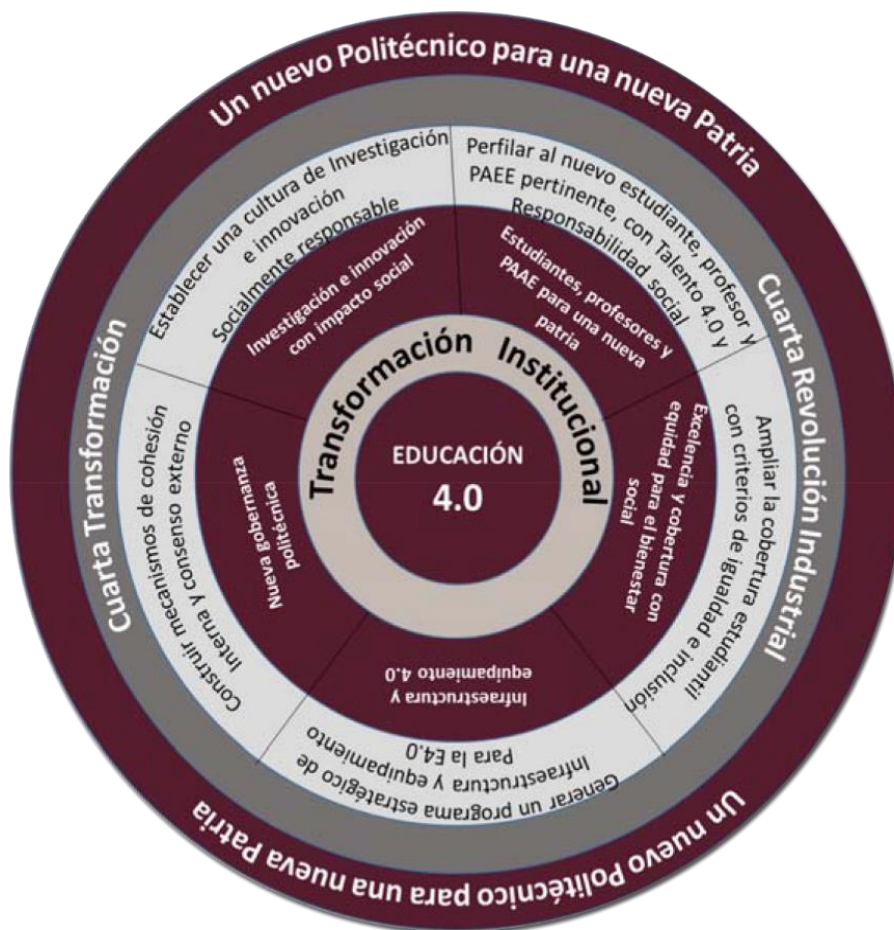 Un nuevo Politécnico para una nueva Patria
Cuarta Transformación
Cuarta Revolución Industrial
Establecer una cultura de Investigación
e innovación
Socialmente responsable
Perfilar al nuevo estudiante, profesor y
PAEE pertinente, con Talento 4.0 y
Responsabilidad social
Ampliar la cobertura estudiantil
con criterios de igualdad e inclusión
Generar un programa estratégico de
Infraestructura y equipamiento
Para la E4.0
Construir mecanismos de cohesión
Interna y consenso externo
Investigación e innovación
con impacto social
Estudiantes, profesores y
PAAE para una nueva
patria
Excelencia y cobertura con
equidad para el bienestar
social
Infraestructura y
equipamiento 4.0
Nueva gobernanza
politécnica
Transformación Institucional
EDUCACIÓN
4.0
Un nuevo Politécnico para una nueva Patria